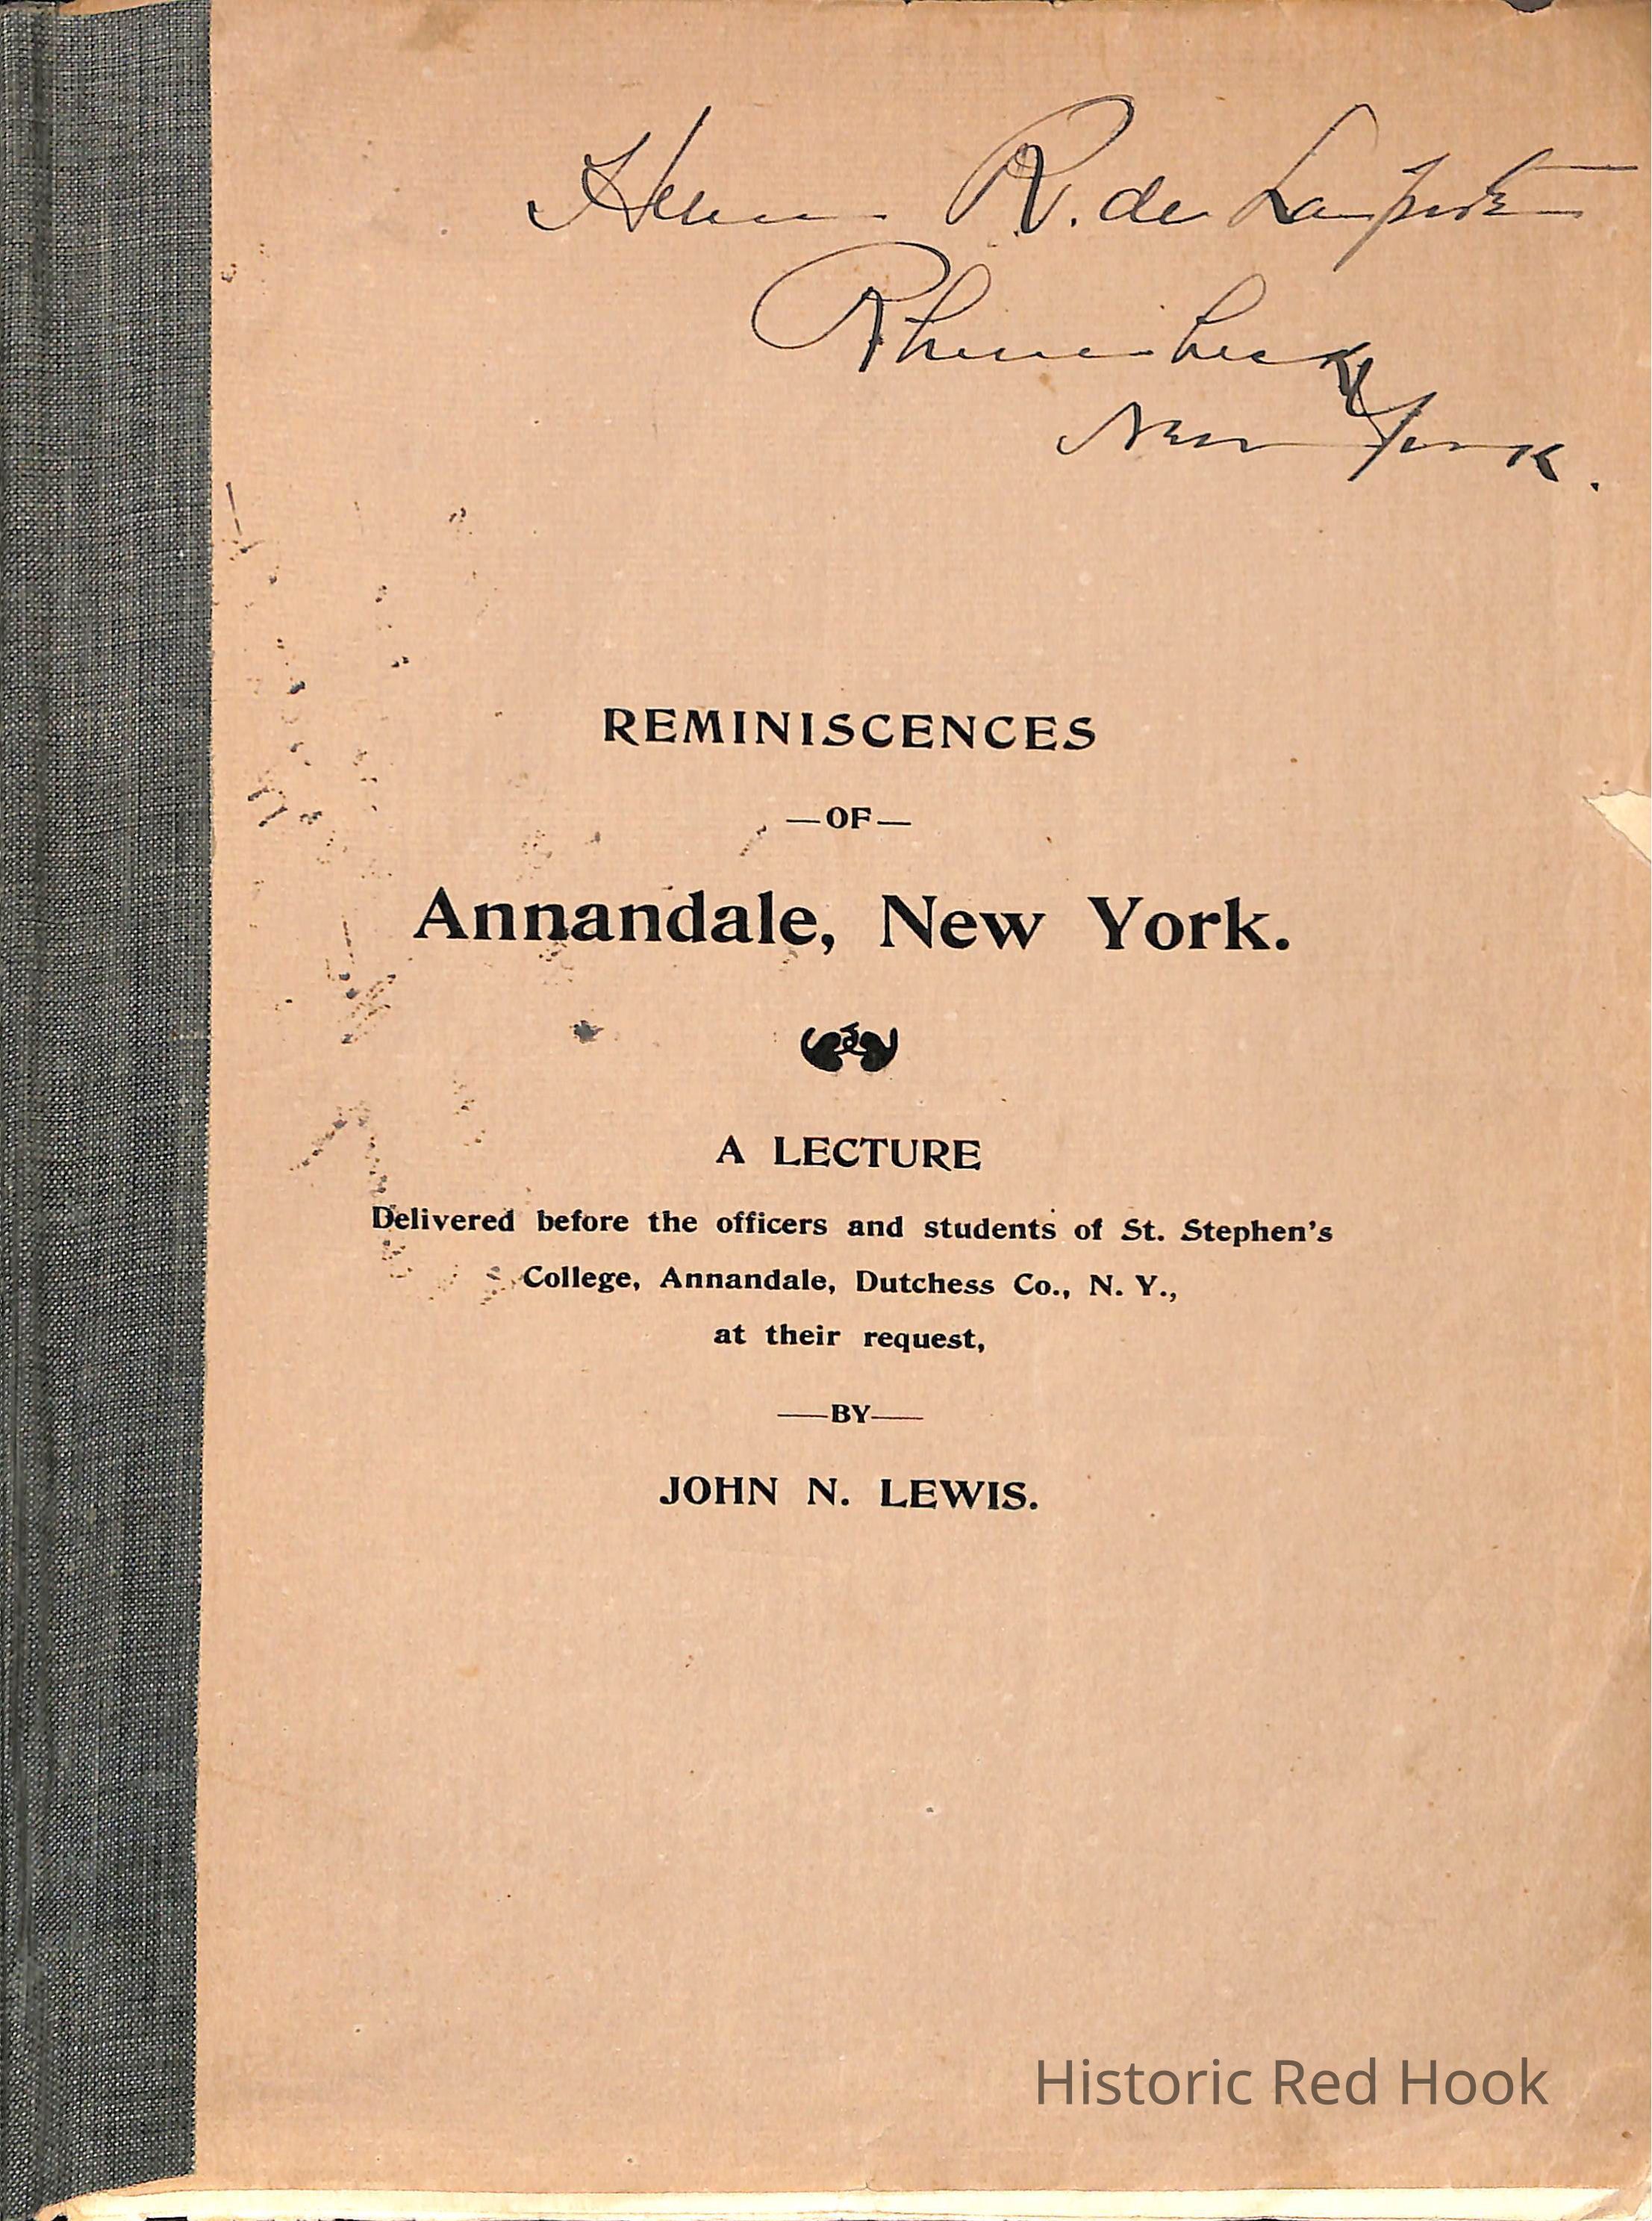 R. de
Rhinebeck
New York.
REMINISCENCES
—OF—
Annandale, New York.
A LECTURE
Delivered before the officers and students of St. Stephen's
College, Annandale, Dutchess Co., N. Y.,
at their request,
——BY——
JOHN N. LEWIS.
Historic Red Hook